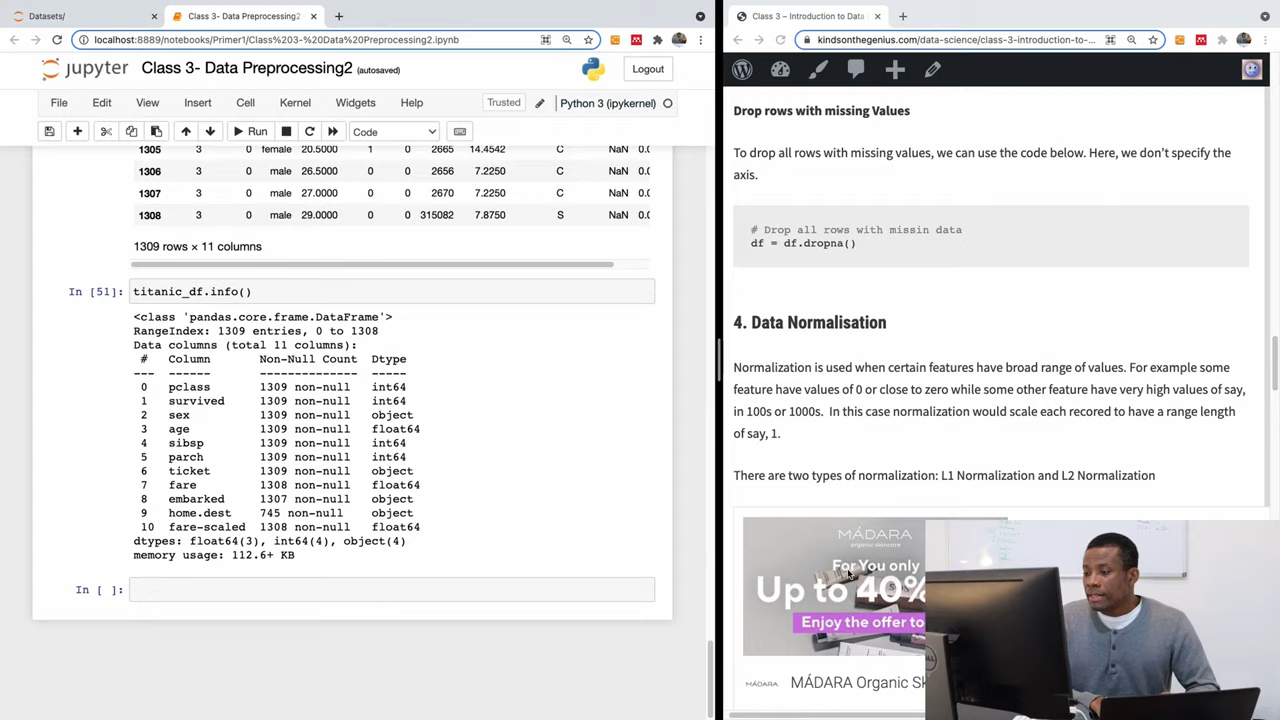 Datasets/
Class 3- Data Preprocessing2
localhost:8889/notebooks/Primer1/Class%203-%20Data%20Preprocessing2.ipynb
jupyter Class 3- Data Preprocessing2 (autosaved)
Logout
File Edit View Insert Cell Kernel Widgets Help
Trusted
Python 3 (ipykernel)
Run
Code
1305 3 0 female 20.5000 1 0 2665 14.4542 C NaN 0.0
1306 3 0 male 26.5000 0 0 2656 7.2250 C NaN 0.0
1307 3 0 male 27.0000 0 0 2670 7.2250 C NaN 0.0
1308 3 0 male 29.0000 0 0 315082 7.8750 S NaN 0.0
1309 rows × 11 columns
In [51]: titanic_df.info()
<class 'pandas.core.frame.DataFrame'>
RangeIndex: 1309 entries, 0 to 1308
Data columns (total 11 columns):
# Column Non-Null Count Dtype
--- ------ -------------- -----
0 pclass 1309 non-null int64
1 survived 1309 non-null int64
2 sex 1309 non-null object
3 age 1309 non-null float64
4 sibsp 1309 non-null int64
5 parch 1309 non-null int64
6 ticket 1309 non-null object
7 fare 1308 non-null float64
8 embarked 1307 non-null object
9 home.dest 745 non-null object
10 fare-scaled 1308 non-null float64
dtypes: float64(3), int64(4), object(4)
memory usage: 112.6+ KB
In [ ]:
Class 3 – Introduction to Data
kindsonthegenius.com/data-science/class-3-introduction-to-...
Drop rows with missing Values
To drop all rows with missing values, we can use the code below. Here, we don't specify the
axis.
# Drop all rows with missin data
df = df.dropna()
4. Data Normalisation
Normalization is used when certain features have broad range of values. For example some
feature have values of 0 or close to zero while some other feature have very high values of say,
in 100s or 1000s. In this case normalization would scale each recored to have a range length
of say, 1.
There are two types of normalization: L1 Normalization and L2 Normalization
MÁDARA
organic skincare
For You only
Up to 40%
Enjoy the offer to
MÁDARA
MÁDARA Organic Sk
DELL